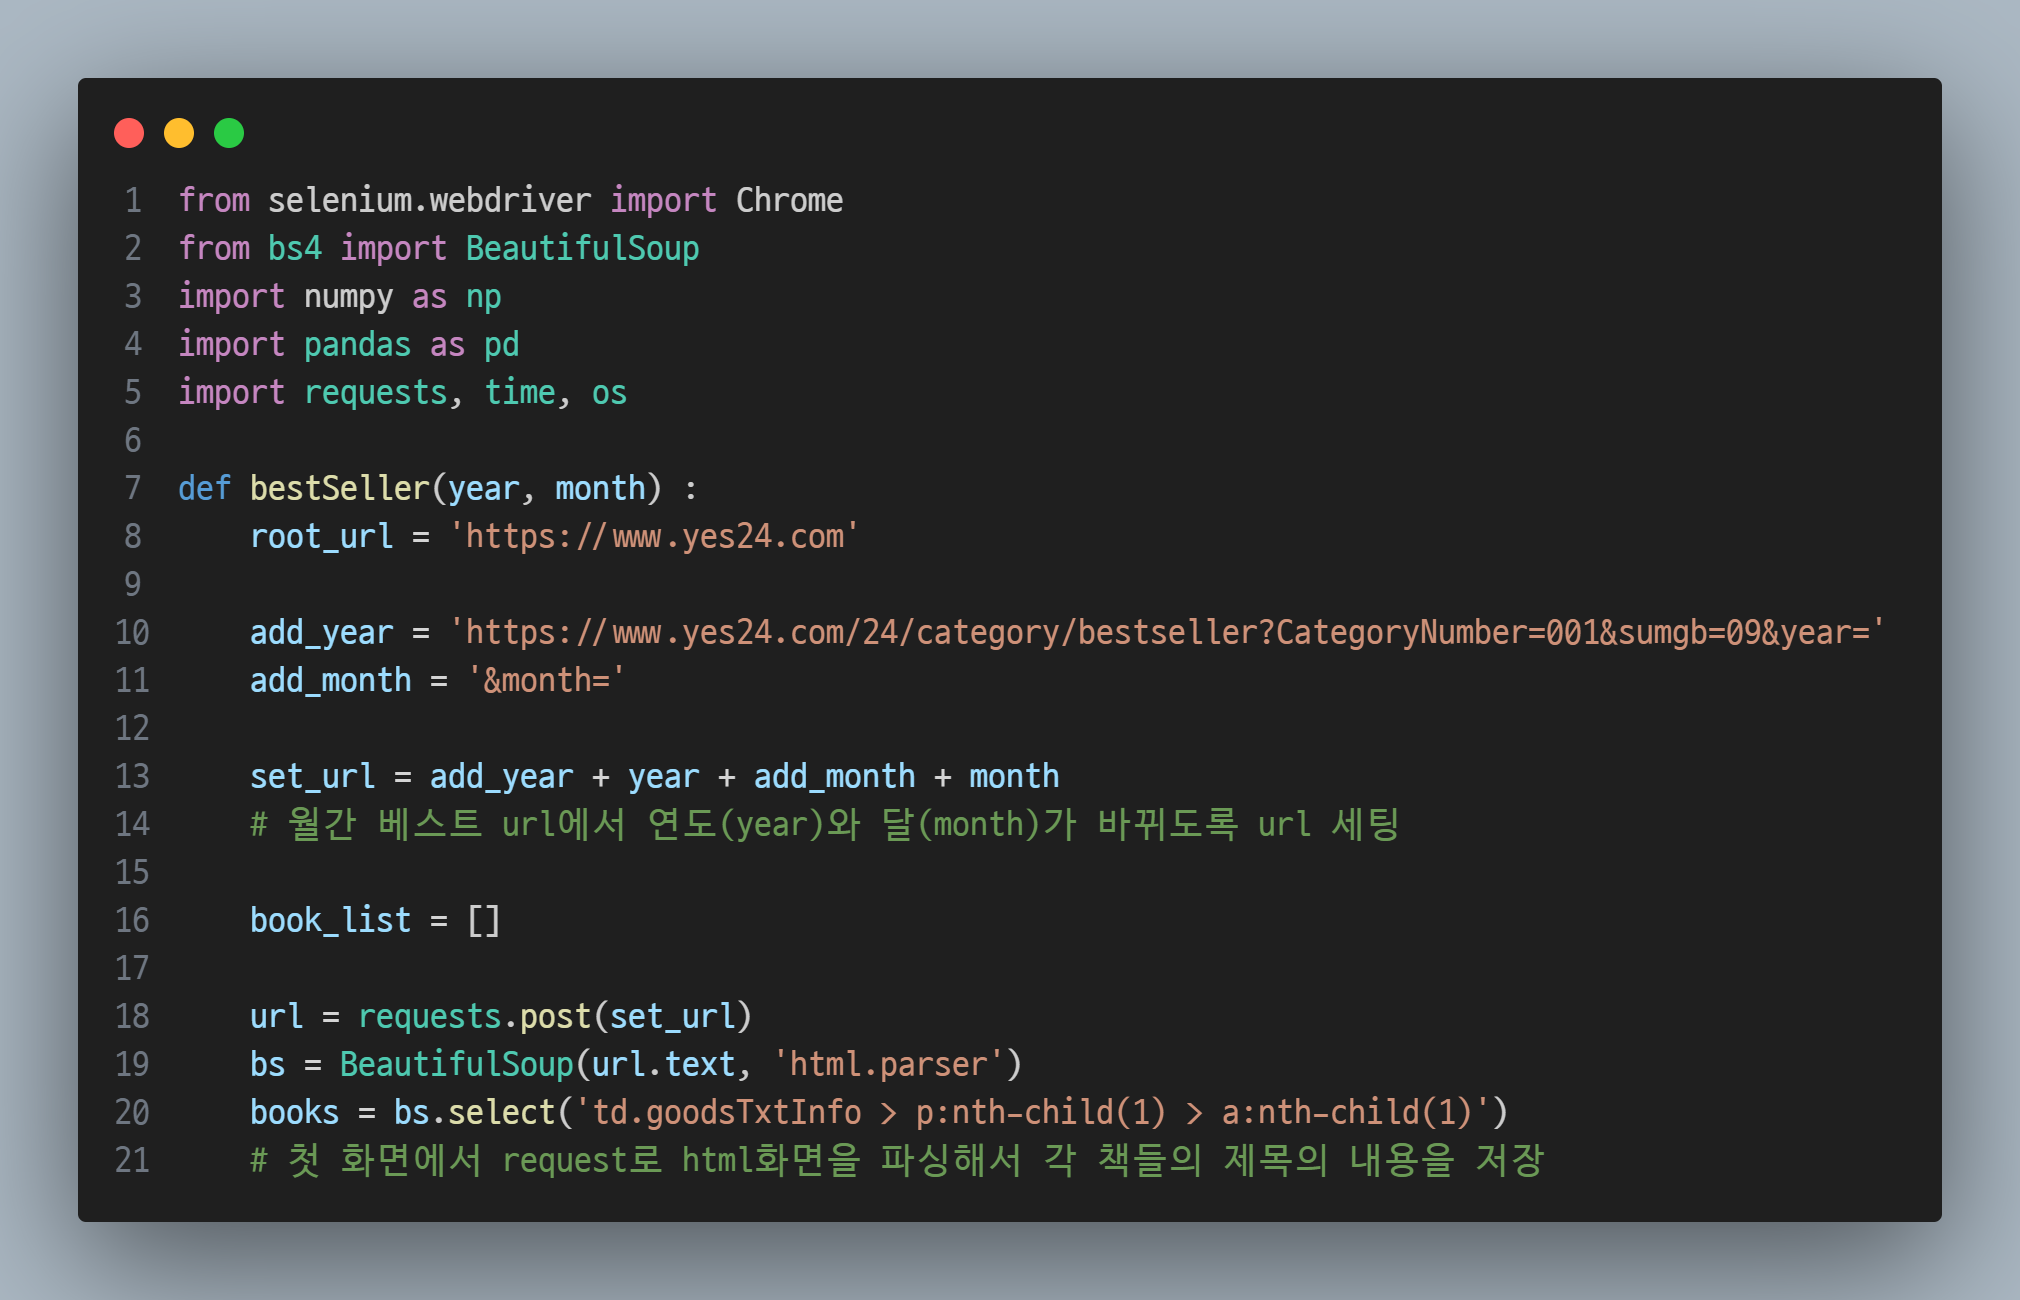 1 from selenium.webdriver import Chrome
2 from bs4 import BeautifulSoup
3 import numpy as np
4 import pandas as pd
5 import requests, time, os
6
7 def bestSeller(year, month) :
8     root_url = 'https://www.yes24.com'
9
10     add_year = 'https://www.yes24.com/24/category/bestseller?CategoryNumber=001&sumgb=09&year='
11     add_month = '&month='
12
13     set_url = add_year + year + add_month + month
14     # 월간 베스트 url에서 연도(year)와 달(month)가 바뀌도록 url 세팅
15
16     book_list = []
17
18     url = requests.post(set_url)
19     bs = BeautifulSoup(url.text, 'html.parser')
20     books = bs.select('td.goodsTxtInfo > p:nth-child(1) > a:nth-child(1)')
21     # 첫 화면에서 request로 html화면을 파싱해서 각 책들의 제목의 내용을 저장